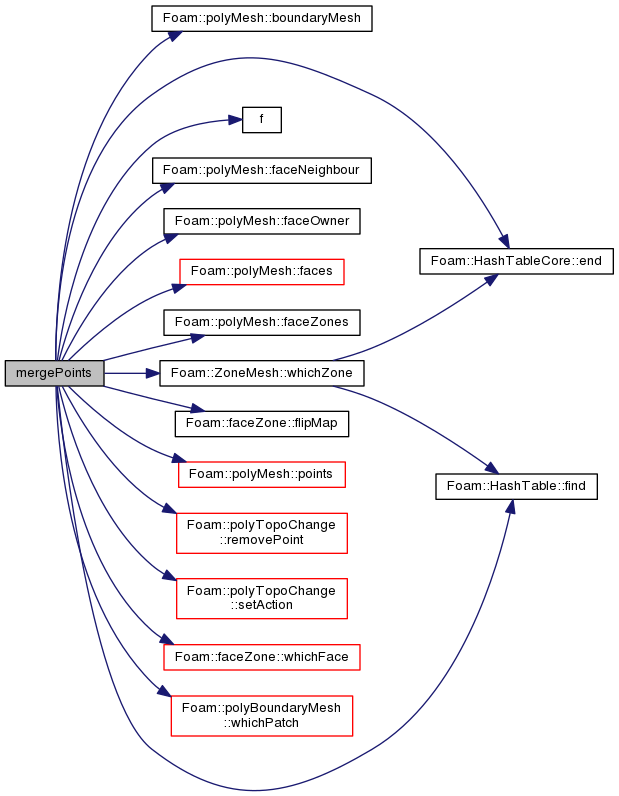 Foam::polyMesh::boundaryMesh
f
Foam::polyMesh::faceNeighbour
Foam::polyMesh::faceOwner
Foam::HashTableCore::end
Foam::polyMesh::faces
Foam::polyMesh::faceZones
mergePoints
Foam::ZoneMesh::whichZone
Foam::faceZone::flipMap
Foam::polyMesh::points
Foam::HashTable::find
Foam::polyTopoChange
::removePoint
Foam::polyTopoChange
::setAction
Foam::faceZone::whichFace
Foam::polyBoundaryMesh
::whichPatch